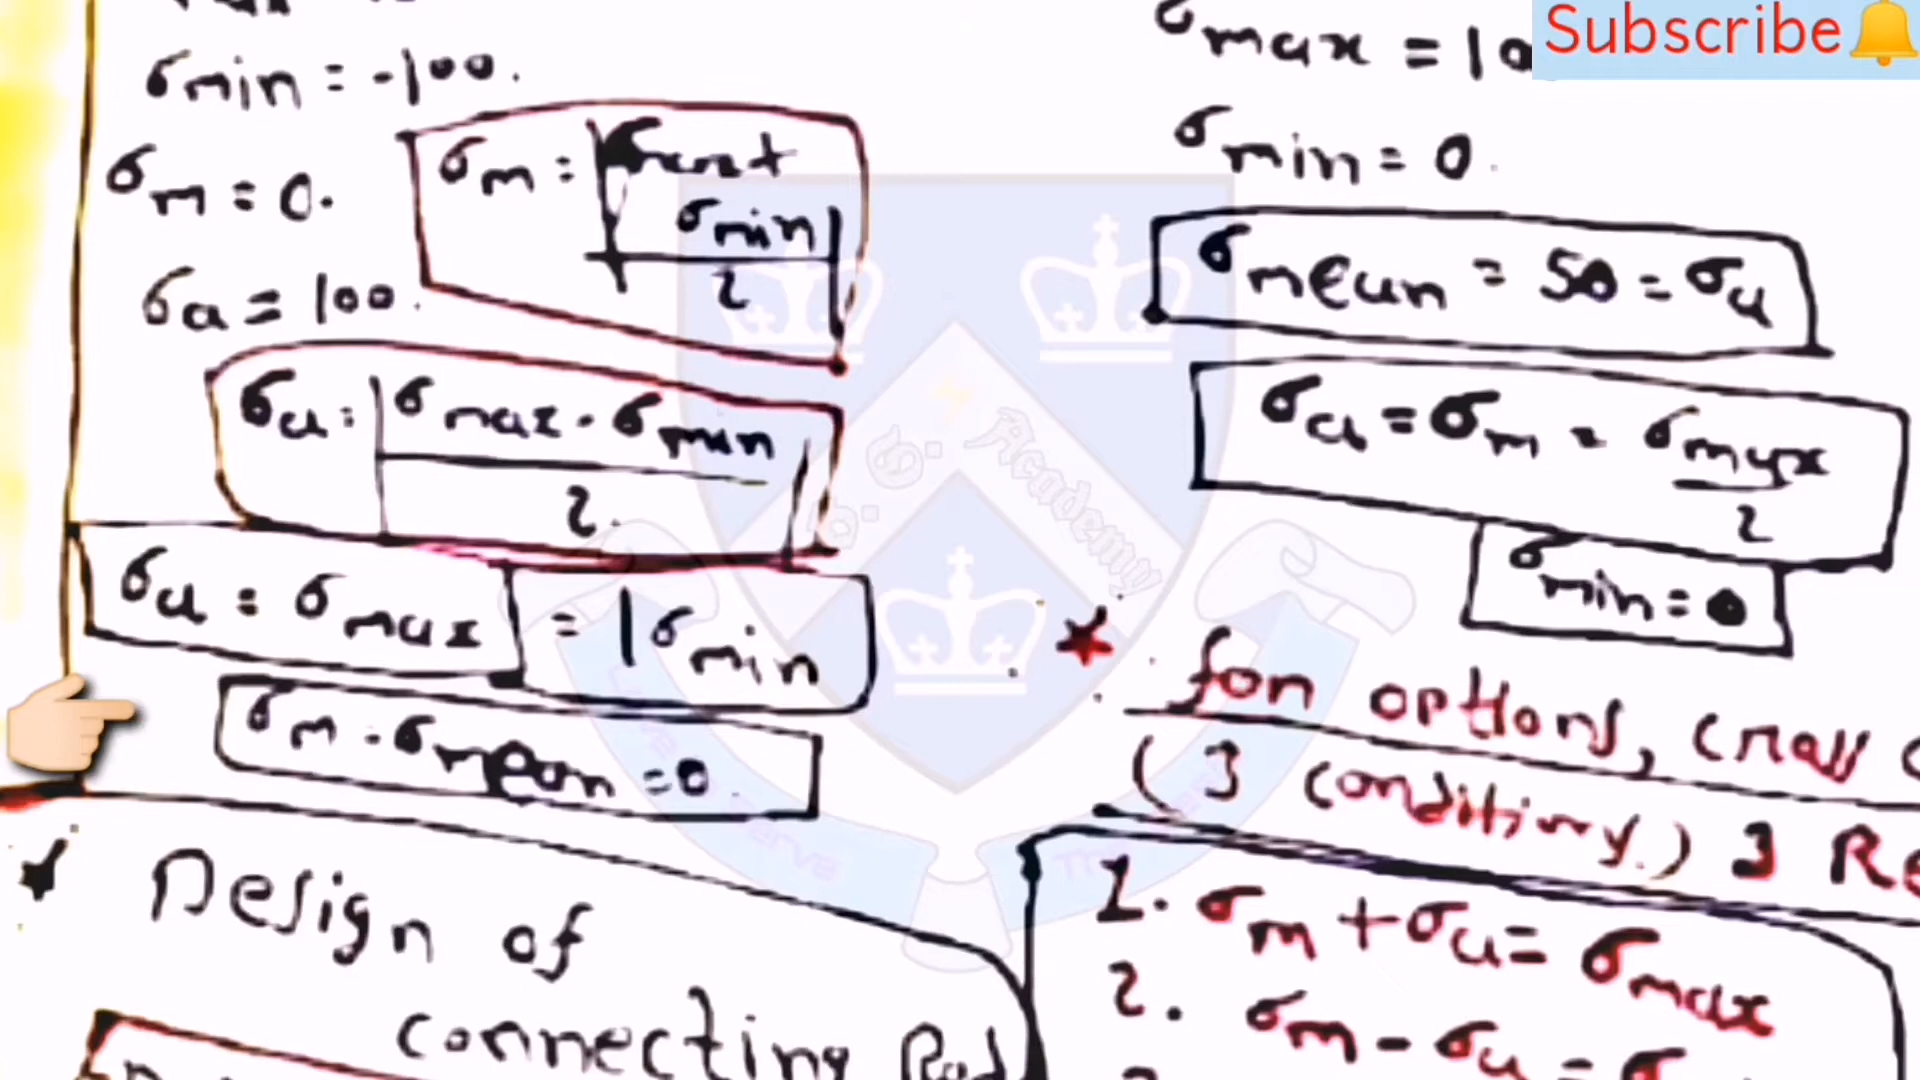 σmin = -100.
σm = 0.
σm = |σmax +
σmin|
2
σa = 100.
σa = |σmax - σmin
2.
σa = σmax = |σmin
σm = σmean = 0.
★ Design of
connecting Rod
σmax = 10
σmin = 0.
σmean = 50 = σa
σa = σm = σmax
2
σmin = 0
★ for options, cross
(3 conditions.) 3 Re
1. σm + σa = σmax
2. σm - σa = σ
Subscribe
S. Academy